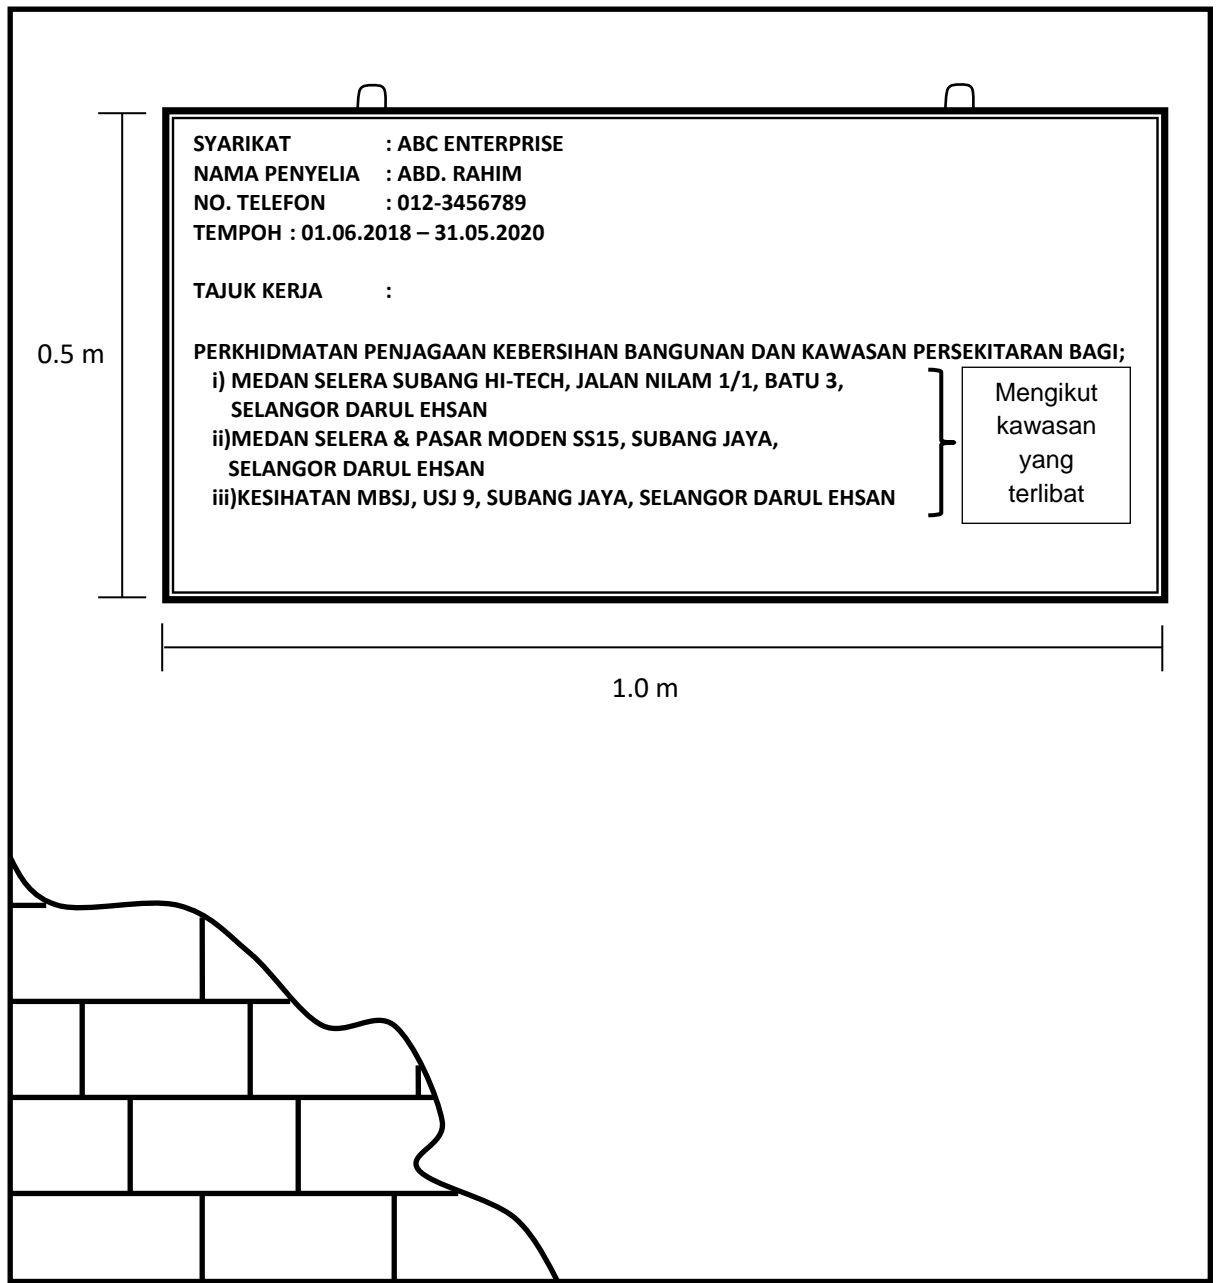 SYARIKAT : ABC ENTERPRISE
NAMA PENYELIA : ABD. RAHIM
NO. TELEFON : 012-3456789
TEMPOH : 01.06.2018 – 31.05.2020
TAJUK KERJA :
0.5 m
PERKHIDMATAN PENJAGAAN KEBERSIHAN BANGUNAN DAN KAWASAN PERSEKITARAN BAGI;
i) MEDAN SELERA SUBANG HI-TECH, JALAN NILAM 1/1, BATU 3,
SELANGOR DARUL EHSAN
ii)MEDAN SELERA & PASAR MODEN SS15, SUBANG JAYA,
SELANGOR DARUL EHSAN
iii)KESIHATAN MBSJ, USJ 9, SUBANG JAYA, SELANGOR DARUL EHSAN
Mengikut
kawasan
yang
terlibat
1.0 m